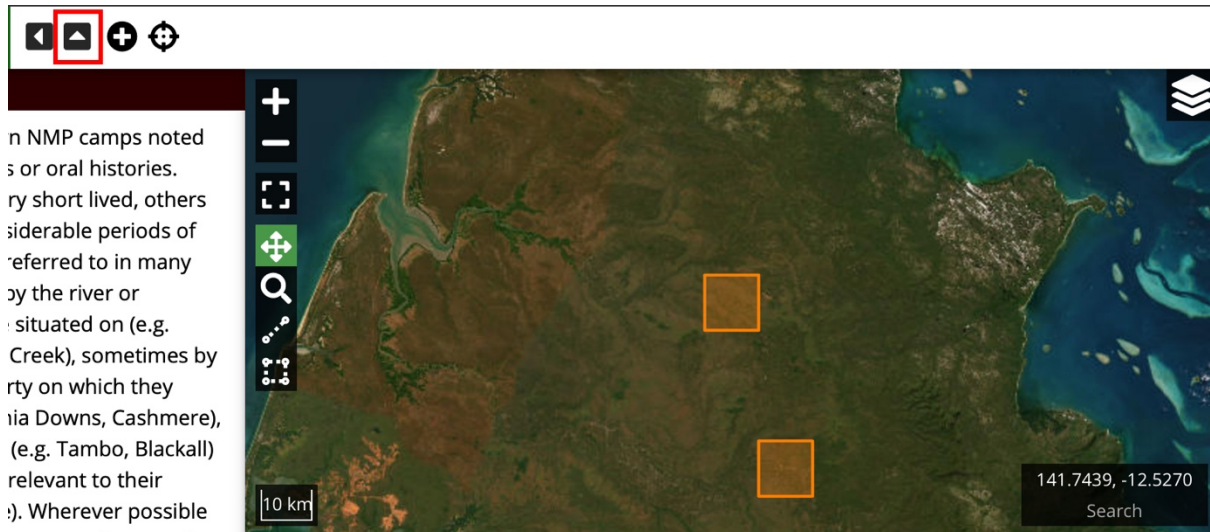 n NMP camps noted
s or oral histories.
ry short lived, others
siderable periods of
referred to in many
by the river or
situated on (e.g.
Creek), sometimes by
rty on which they
nia Downs, Cashmere),
(e.g. Tambo, Blackall)
relevant to their
e). Wherever possible
10 km
141.7439, -12.5270
Search